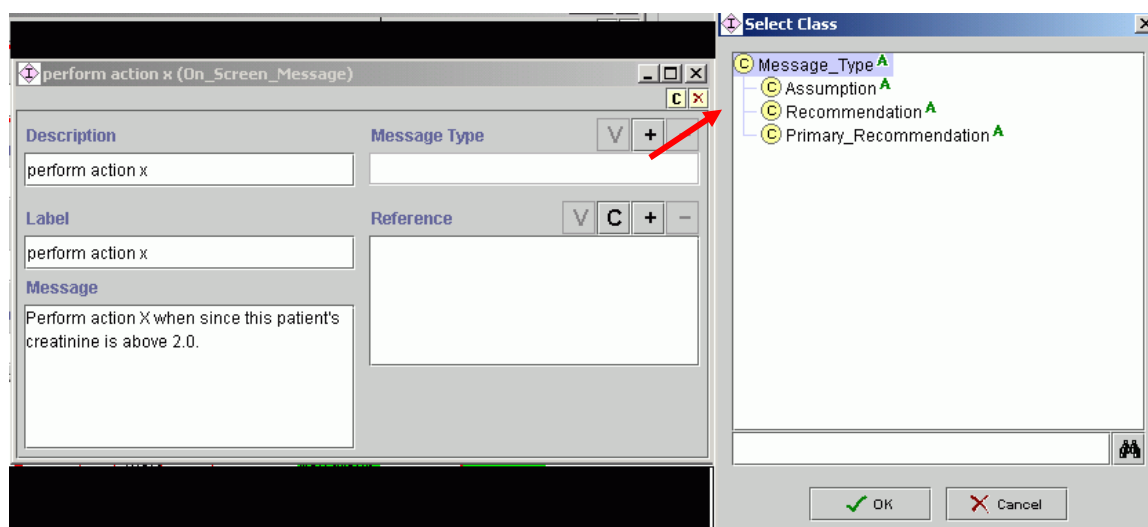 perform action x (On_Screen_Message)
C
Description
perform action x
Label
perform action x
Message
Perform action X when since this patient's
creatinine is above 2.0.
Message Type
V +
Reference
V C + −
Select Class
C Message_Type A
C Assumption A
C Recommendation A
C Primary_Recommendation A
OK
Cancel